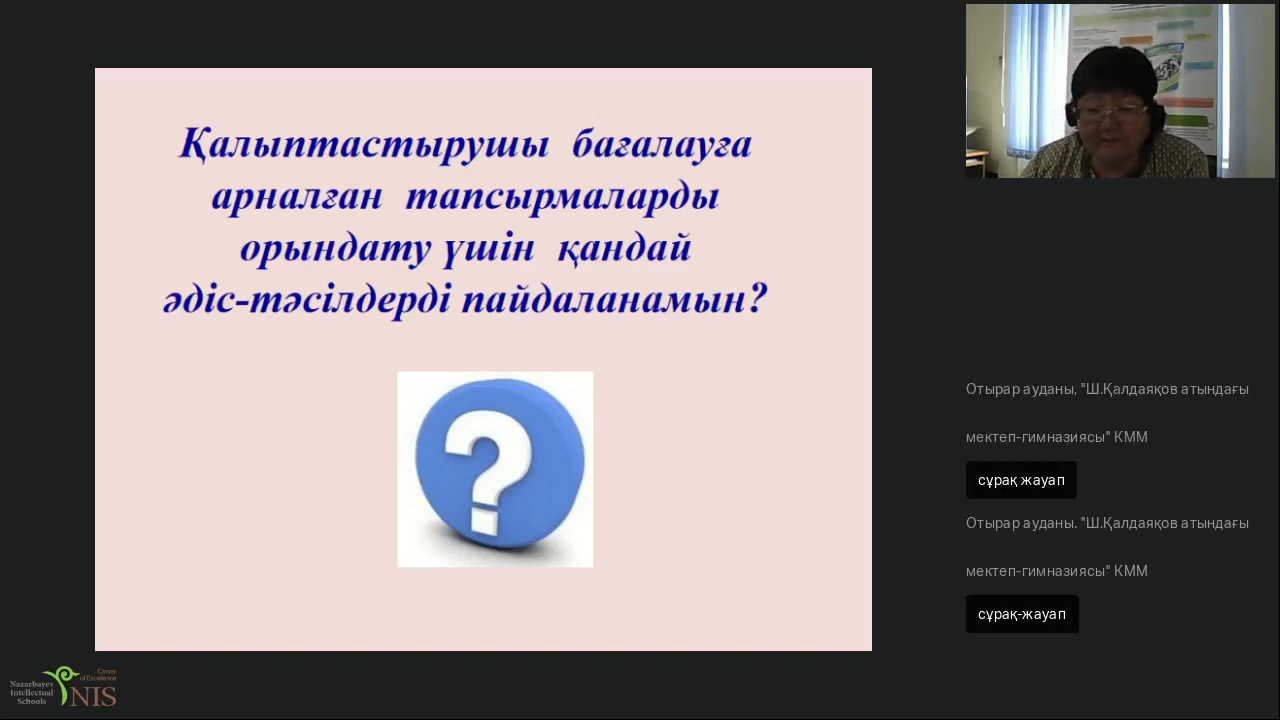 Қалыптастырушы бағалауға
арналған тапсырмаларды
орындату үшін қандай
әдіс-тәсілдерді пайдаланамын?
Отырар ауданы, "Ш.Қалдаяқов атындағы
мектеп-гимназиясы" КММ
сұрақ жауап
Отырар ауданы. "Ш.Қалдаяқов атындағы
мектеп-гимназиясы" КММ
сұрақ-жауап
Nazarbayev
Intellectual
Schools
Center
of Excellence
NIS